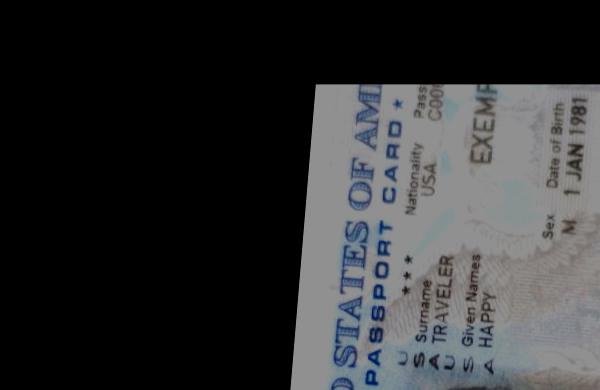 STATES OF
PASSPORT CARD
Nationality
USA
Surname
TRAVELER
Given Names
HAPPY
Sex Date of Birth
M 1 JAN 1981